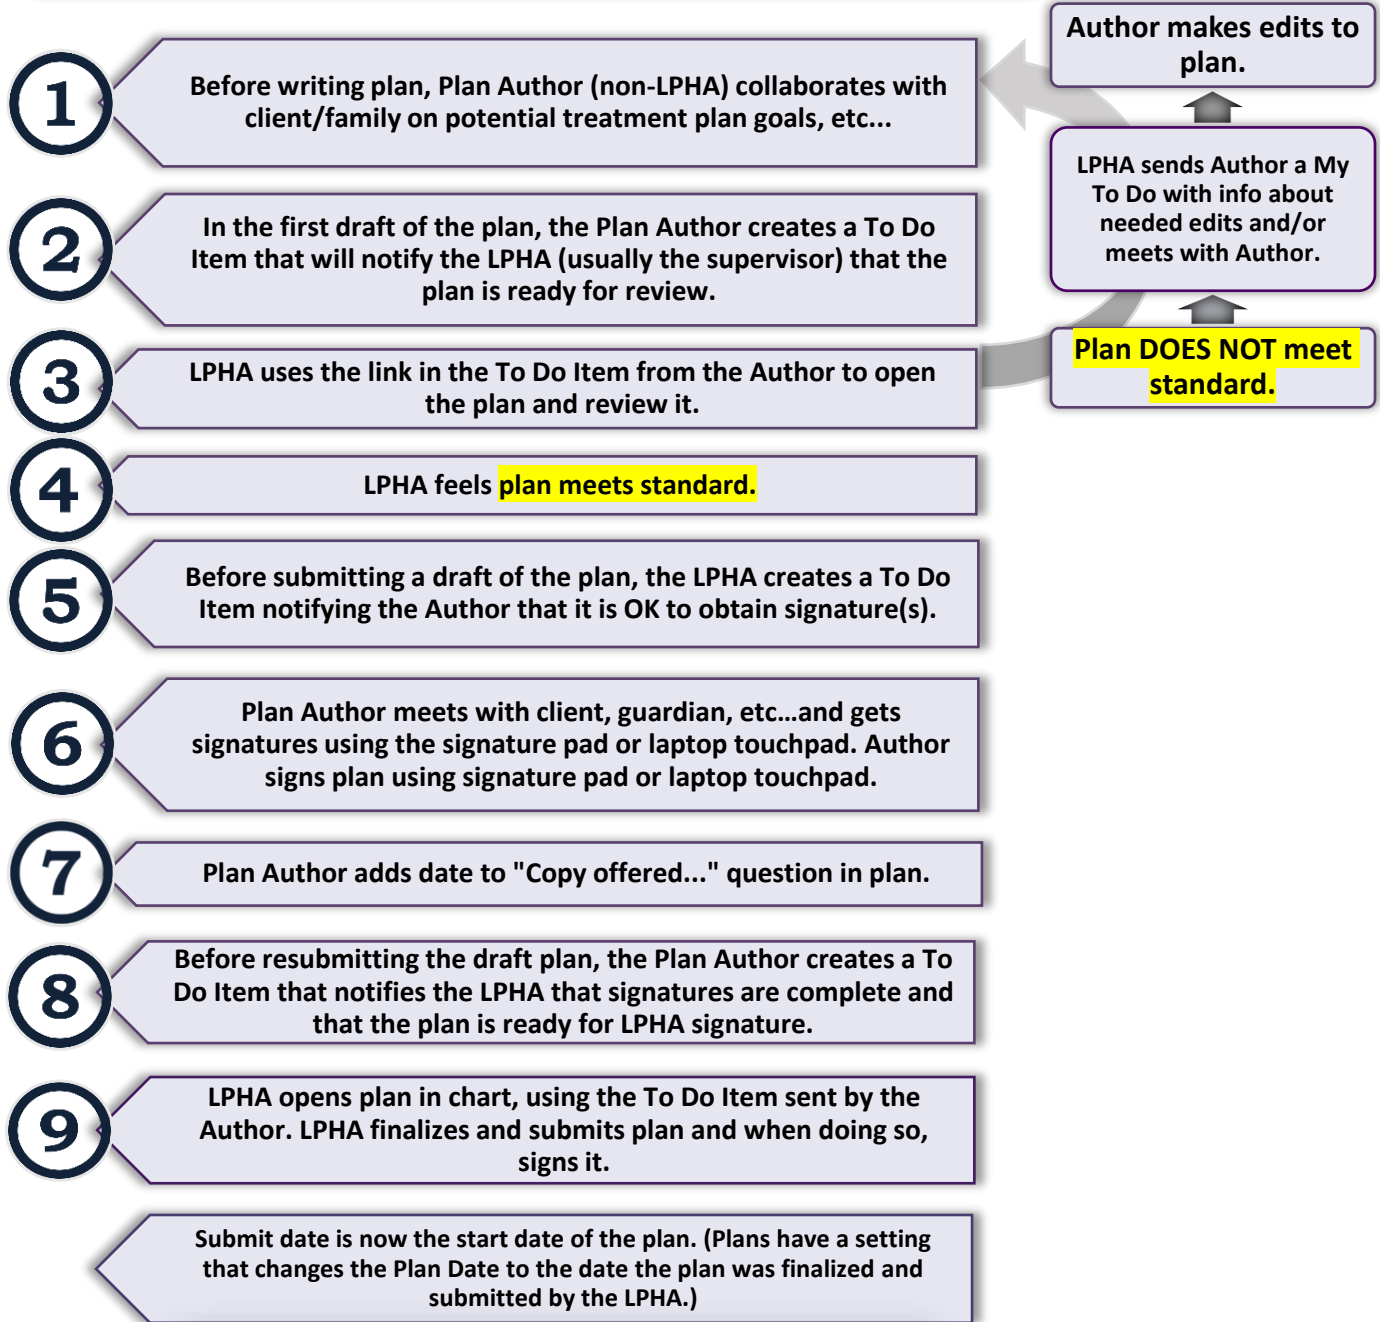 1
Before writing plan, Plan Author (non-LPHA) collaborates with
client/family on potential treatment plan goals, etc...
2
In the first draft of the plan, the Plan Author creates a To Do
Item that will notify the LPHA (usually the supervisor) that the
plan is ready for review.
3
LPHA uses the link in the To Do Item from the Author to open
the plan and review it.
Plan DOES NOT meet
standard.
LPHA sends Author a My
To Do with info about
needed edits and/or
meets with Author.
Author makes edits to
plan.
4
LPHA feels plan meets standard.
5
Before submitting a draft of the plan, the LPHA creates a To Do
Item notifying the Author that it is OK to obtain signature(s).
6
Plan Author meets with client, guardian, etc...and gets
signatures using the signature pad or laptop touchpad. Author
signs plan using signature pad or laptop touchpad.
7
Plan Author adds date to "Copy offered..." question in plan.
8
Before resubmitting the draft plan, the Plan Author creates a To
Do Item that notifies the LPHA that signatures are complete and
that the plan is ready for LPHA signature.
9
LPHA opens plan in chart, using the To Do Item sent by the
Author. LPHA finalizes and submits plan and when doing so,
signs it.
Submit date is now the start date of the plan. (Plans have a setting
that changes the Plan Date to the date the plan was finalized and
submitted by the LPHA.)